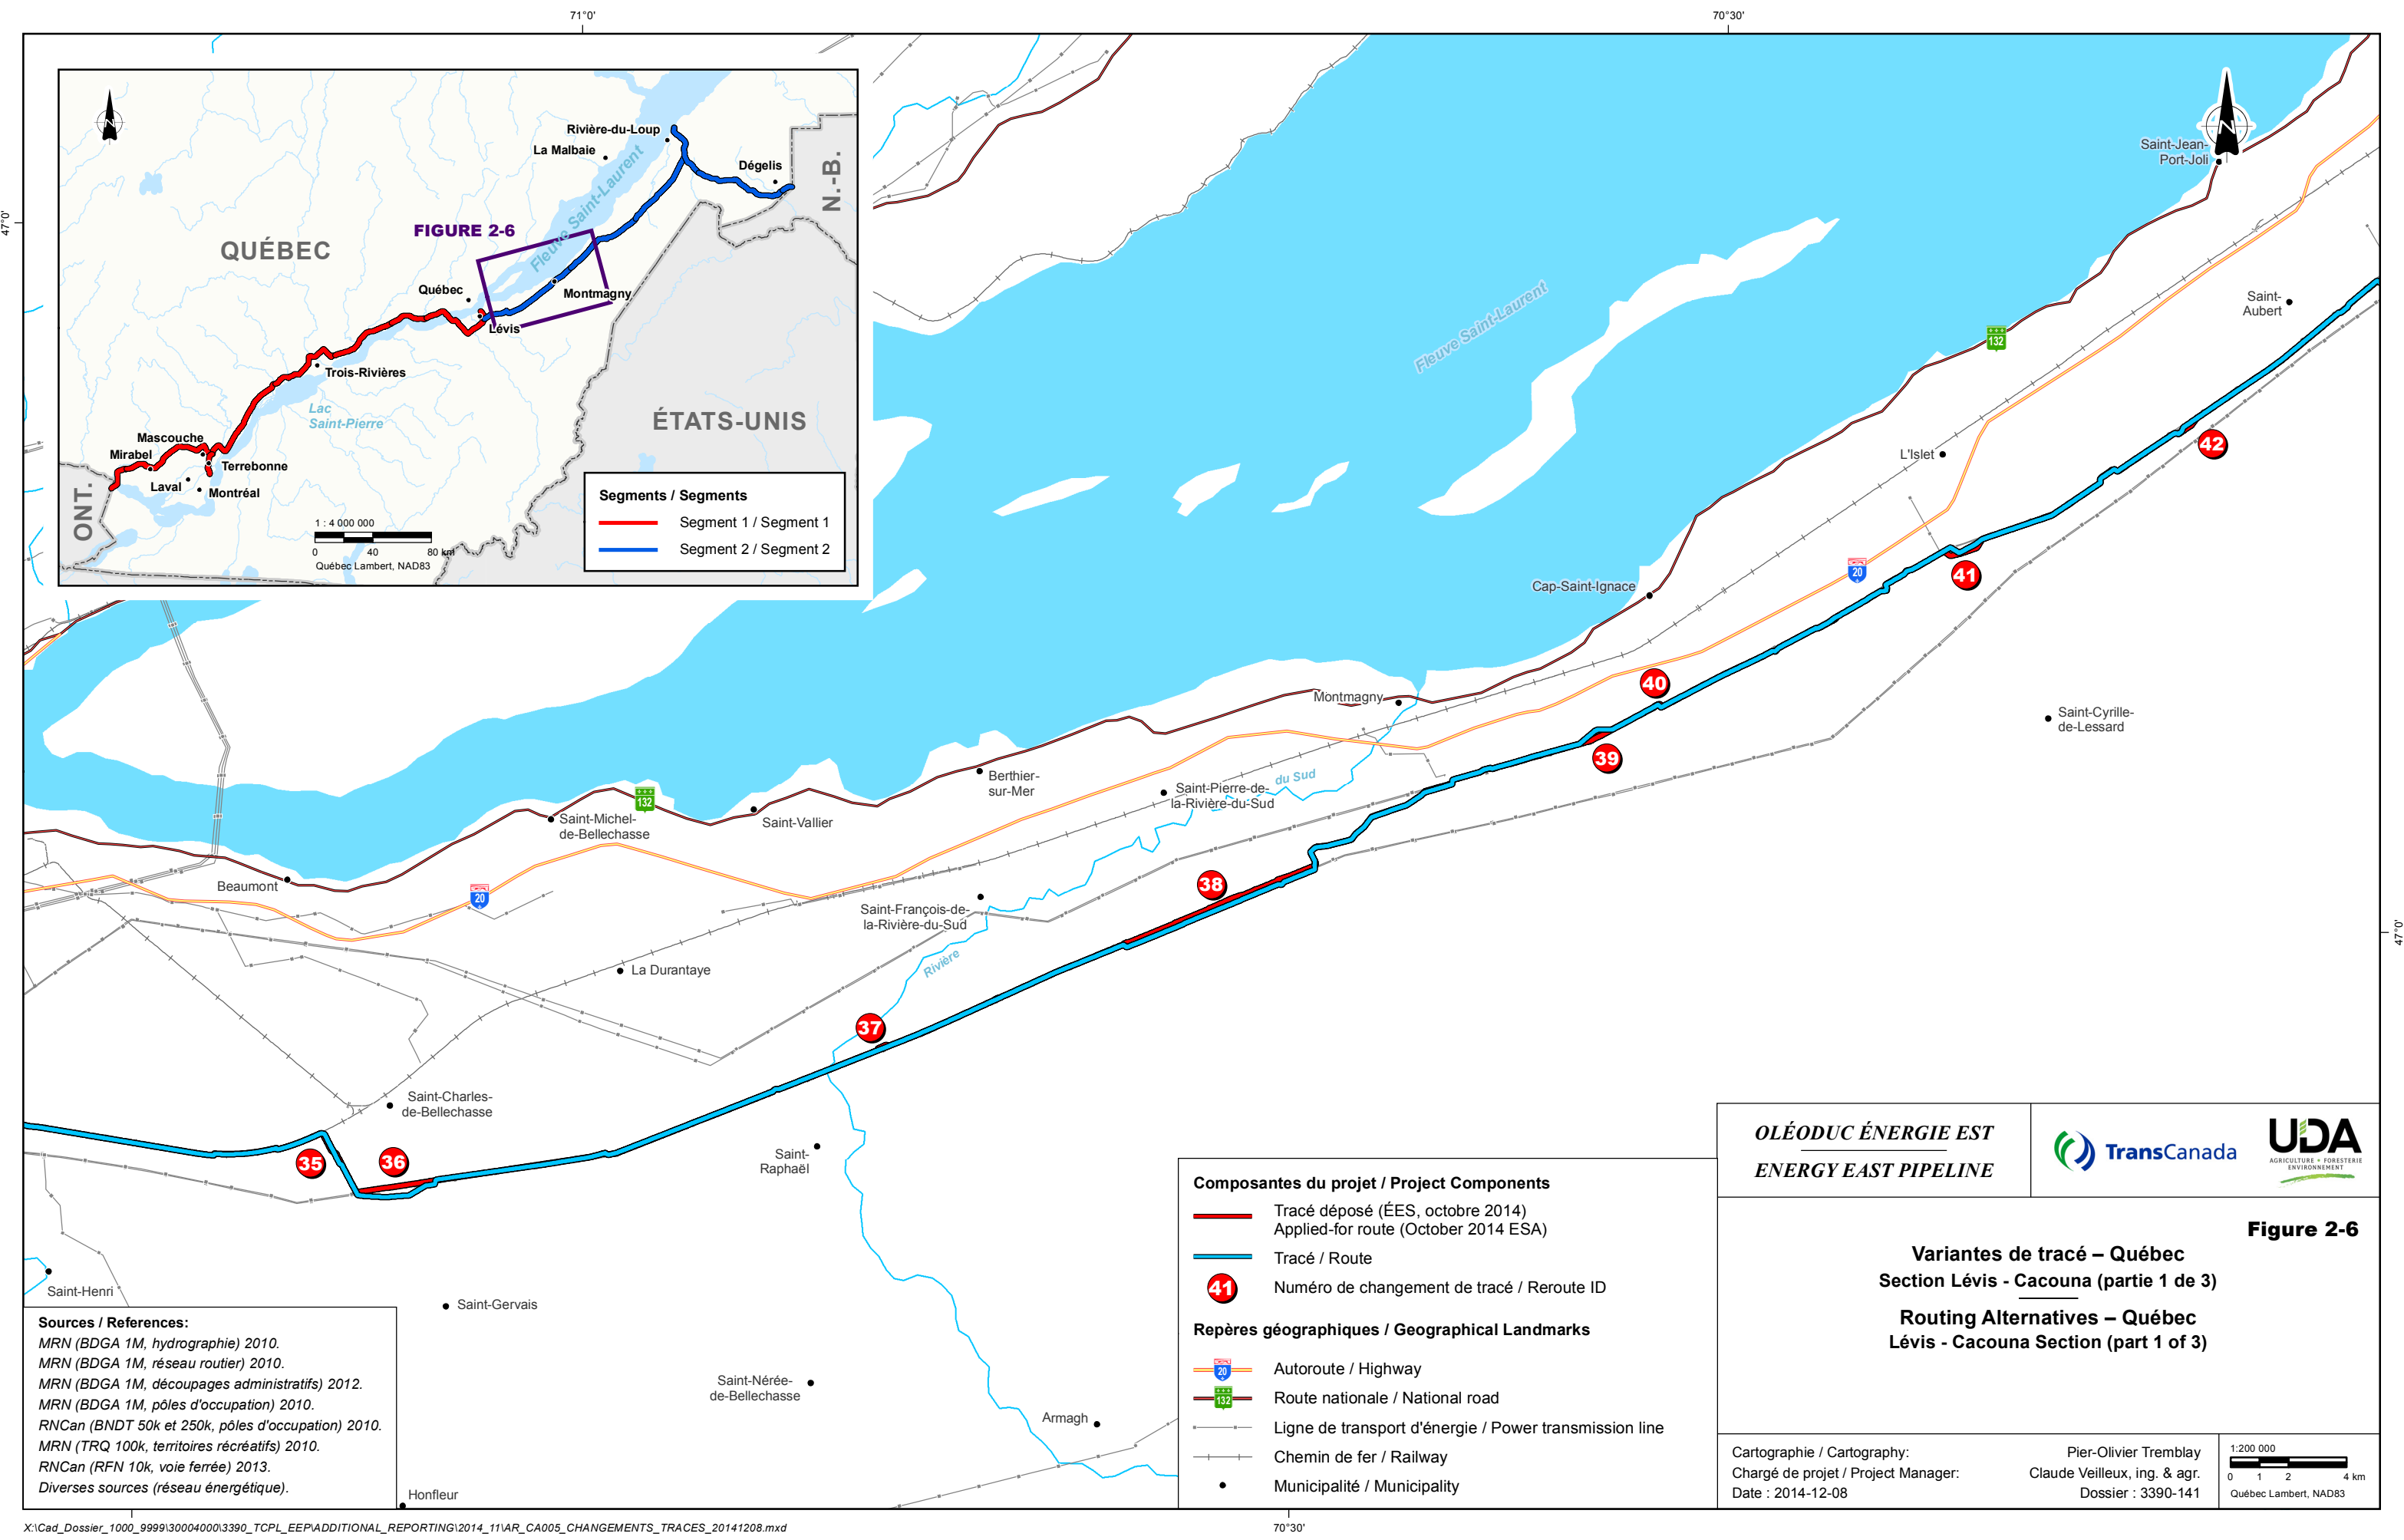 71°0'
70°30'
47°0'
Rivière-du-Loup
La Malbaie
Dégelis
N.-B.
Fleuve Saint-Laurent
FIGURE 2-6
QUÉBEC
Québec
Montmagny
Lévis
Trois-Rivières
Lac
Saint-Pierre
ÉTATS-UNIS
Mascouche
Mirabel
Terrebonne
Laval
Montréal
ONT.
1 : 4 000 000
0 40 80 km
Québec Lambert, NAD83
Segments / Segments
Segment 1 / Segment 1
Segment 2 / Segment 2
N
N
Saint-Jean-
Port-Joli
Saint-
Aubert
Fleuve Saint-Laurent
132
42
L'Islet
20
41
Cap-Saint-Ignace
40
Montmagny
Saint-Cyrille-
de-Lessard
39
Berthier-
sur-Mer
du Sud
Saint-Pierre-de-
la-Rivière-du-Sud
132
Saint-Michel-
de-Bellechasse
Saint-Vallier
Beaumont
20
38
Saint-François-de-
la-Rivière-du-Sud
47°0'
Rivière
La Durantaye
37
Saint-Charles-
de-Bellechasse
35
36
Saint-
Raphaël
Saint-Henri
Saint-Gervais
Saint-Nérée-
de-Bellechasse
Armagh
Honfleur
Sources / References:
MRN (BDGA 1M, hydrographie) 2010.
MRN (BDGA 1M, réseau routier) 2010.
MRN (BDGA 1M, découpages administratifs) 2012.
MRN (BDGA 1M, pôles d'occupation) 2010.
RNCan (BNDT 50k et 250k, pôles d'occupation) 2010.
MRN (TRQ 100k, territoires récréatifs) 2010.
RNCan (RFN 10k, voie ferrée) 2013.
Diverses sources (réseau énergétique).
Composantes du projet / Project Components
Tracé déposé (ÉES, octobre 2014)
Applied-for route (October 2014 ESA)
Tracé / Route
41 Numéro de changement de tracé / Reroute ID
Repères géographiques / Geographical Landmarks
20 Autoroute / Highway
132 Route nationale / National road
Ligne de transport d'énergie / Power transmission line
Chemin de fer / Railway
Municipalité / Municipality
OLÉODUC ÉNERGIE EST
ENERGY EAST PIPELINE
TransCanada
UDA
AGRICULTURE • FORESTERIE
ENVIRONNEMENT
Figure 2-6
Variantes de tracé – Québec
Section Lévis - Cacouna (partie 1 de 3)
Routing Alternatives – Québec
Lévis - Cacouna Section (part 1 of 3)
Cartographie / Cartography: Pier-Olivier Tremblay
Chargé de projet / Project Manager: Claude Veilleux, ing. & agr.
Date : 2014-12-08 Dossier : 3390-141
1:200 000
0 1 2 4 km
Québec Lambert, NAD83
70°30'
X:\Cad_Dossier_1000_9999\30004000\3390_TCPL_EEP\ADDITIONAL_REPORTING\2014_11\AR_CA005_CHANGEMENTS_TRACES_20141208.mxd